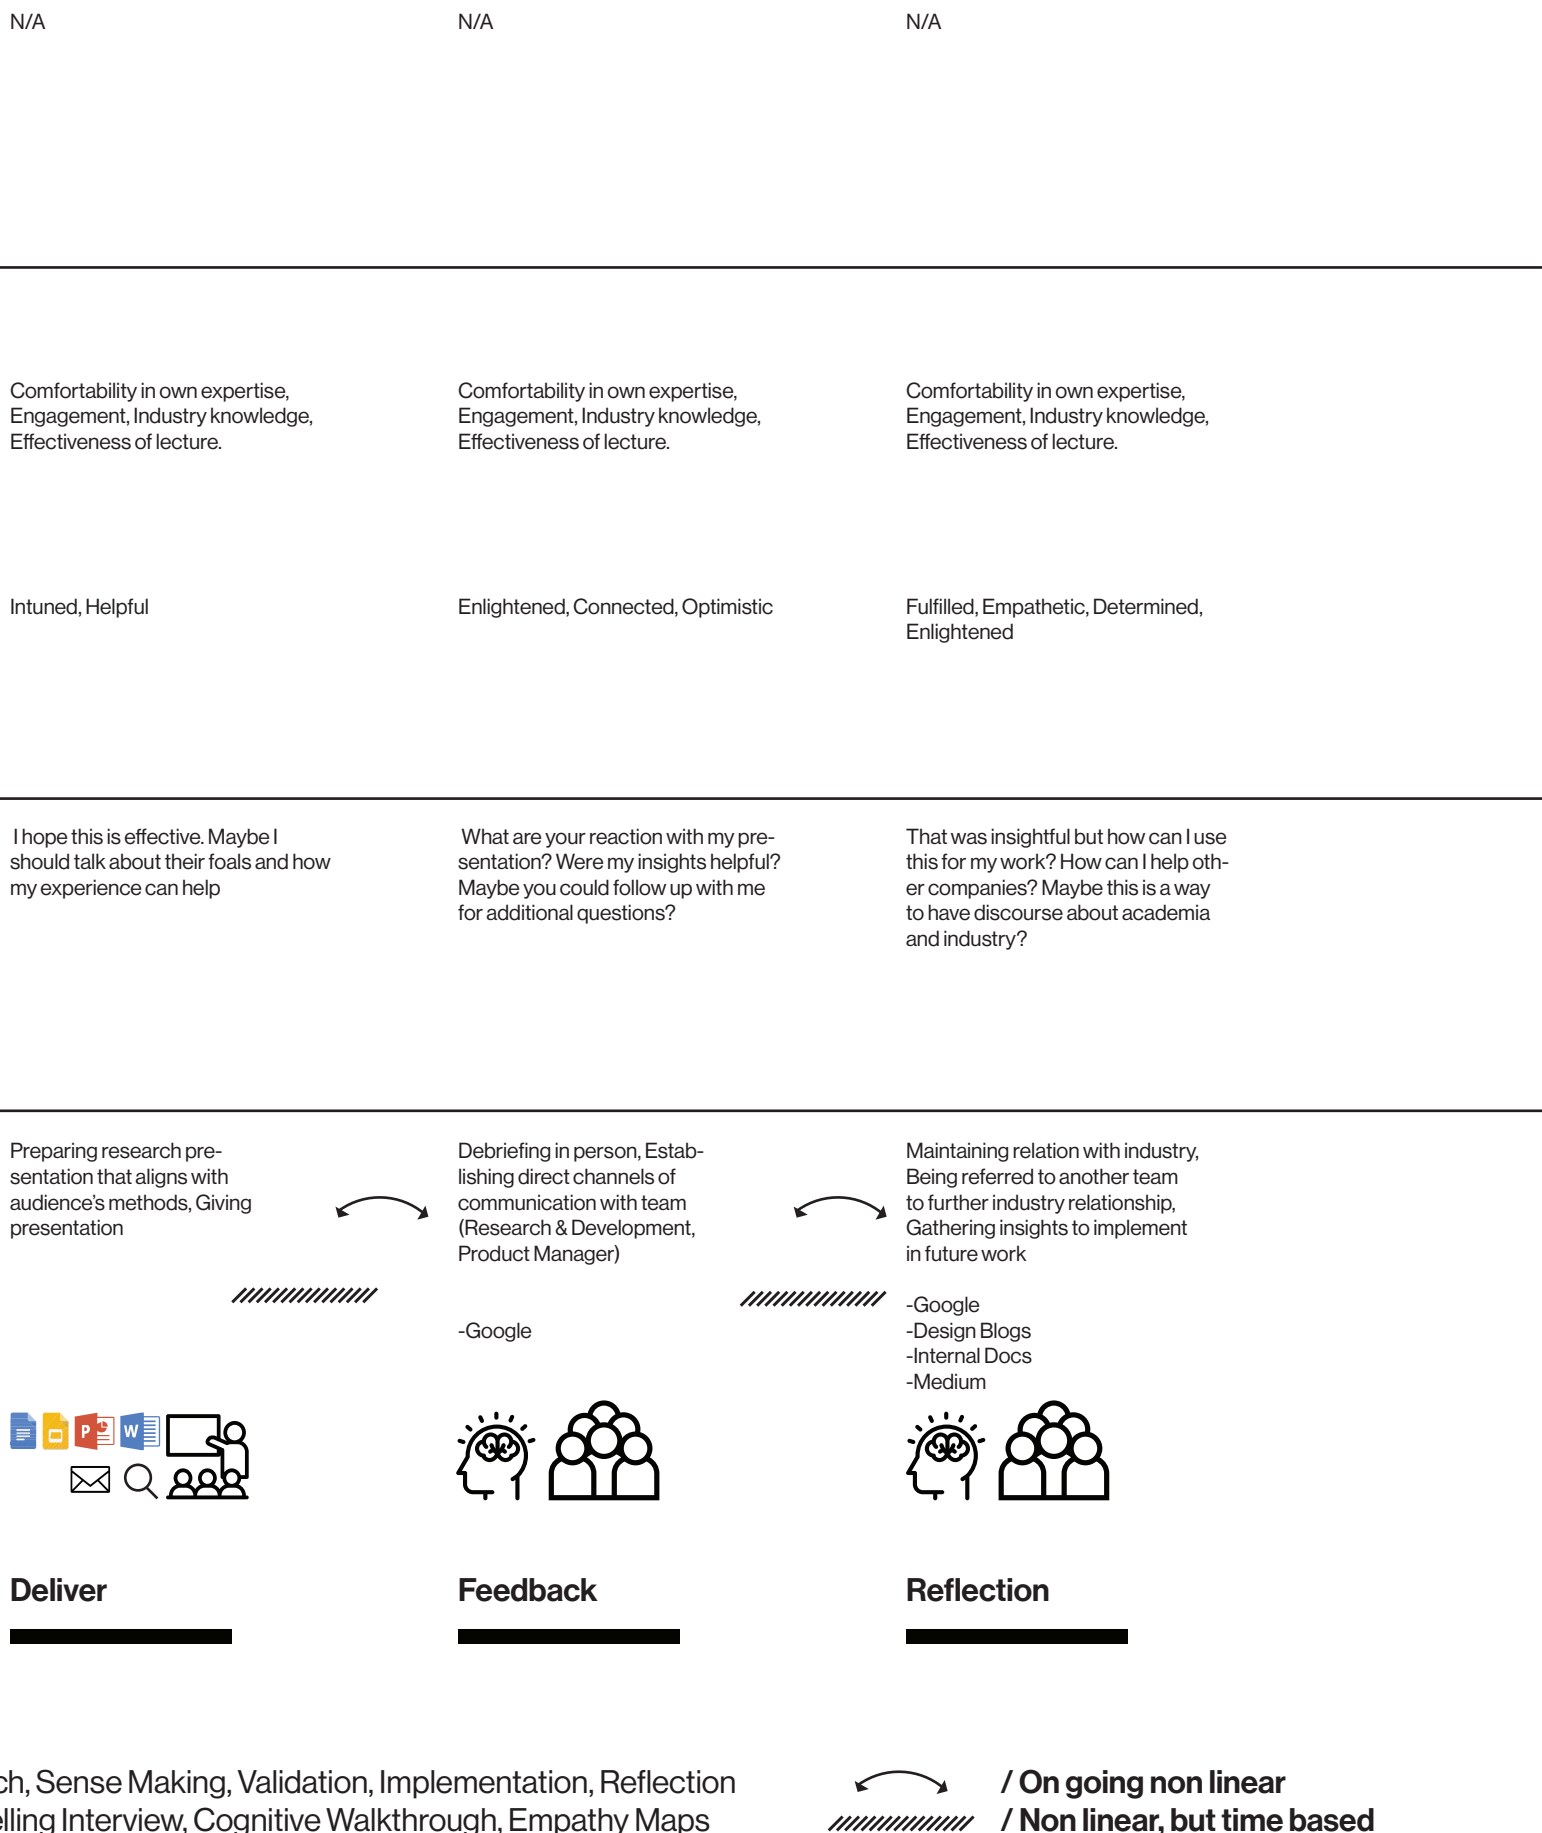 N/A
N/A
N/A
Comfortability in own expertise,
Engagement, Industry knowledge,
Effectiveness of lecture.
Comfortability in own expertise,
Engagement, Industry knowledge,
Effectiveness of lecture.
Comfortability in own expertise,
Engagement, Industry knowledge,
Effectiveness of lecture.
Intuned, Helpful
Enlightened, Connected, Optimistic
Fulfilled, Empathetic, Determined,
Enlightened
I hope this is effective. Maybe I
should talk about their foals and how
my experience can help
What are your reaction with my pre-
sentation? Were my insights helpful?
Maybe you could follow up with me
for additional questions?
That was insightful but how can I use
this for my work? How can I help oth-
er companies? Maybe this is a way
to have discourse about academia
and industry?
Preparing research pre-
sentation that aligns with
audience's methods, Giving
presentation
Debriefing in person, Estab-
lishing direct channels of
communication with team
(Research & Development,
Product Manager)
-Google
Maintaining relation with industry,
Being referred to another team
to further industry relationship,
Gathering insights to implement
in future work
-Google
-Design Blogs
-Internal Docs
-Medium
P
W
Deliver
Feedback
Reflection
ch, Sense Making, Validation, Implementation, Reflection
elling Interview, Cognitive Walkthrough, Empathy Maps
/ On going non linear
/ Non linear, but time based